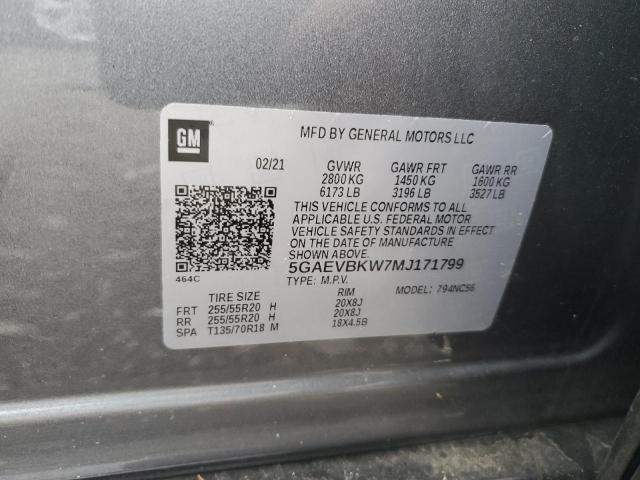 GM
MFD BY GENERAL MOTORS LLC
02/21 GVWR GAWR FRT GAWR RR
2800 KG 1450 KG 1600 KG
6173 LB 3196 LB 3527 LB
THIS VEHICLE CONFORMS TO ALL
APPLICABLE U.S. FEDERAL MOTOR
VEHICLE SAFETY STANDARDS IN EFFECT
ON THE DATE OF MANUFACTURE
SHOWN ABOVE.
5GAEVBKW7MJ171799
464C
TYPE: M.P.V. MODEL: 794NC56
TIRE SIZE RIM
FRT 255/55R20 H 20X8J
RR 255/55R20 H 20X8J
SPA T135/70R18 M 18X4.5B